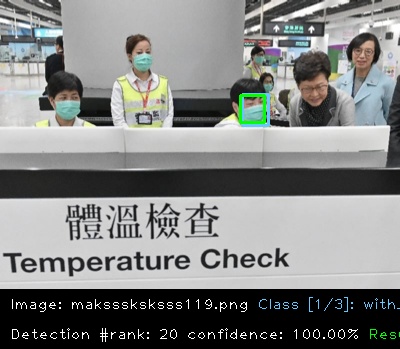 體溫檢查
Temperature Check
Image: maksssksksss119.png Class [1/3]: with_
Detection #rank: 20 confidence: 100.00% Res